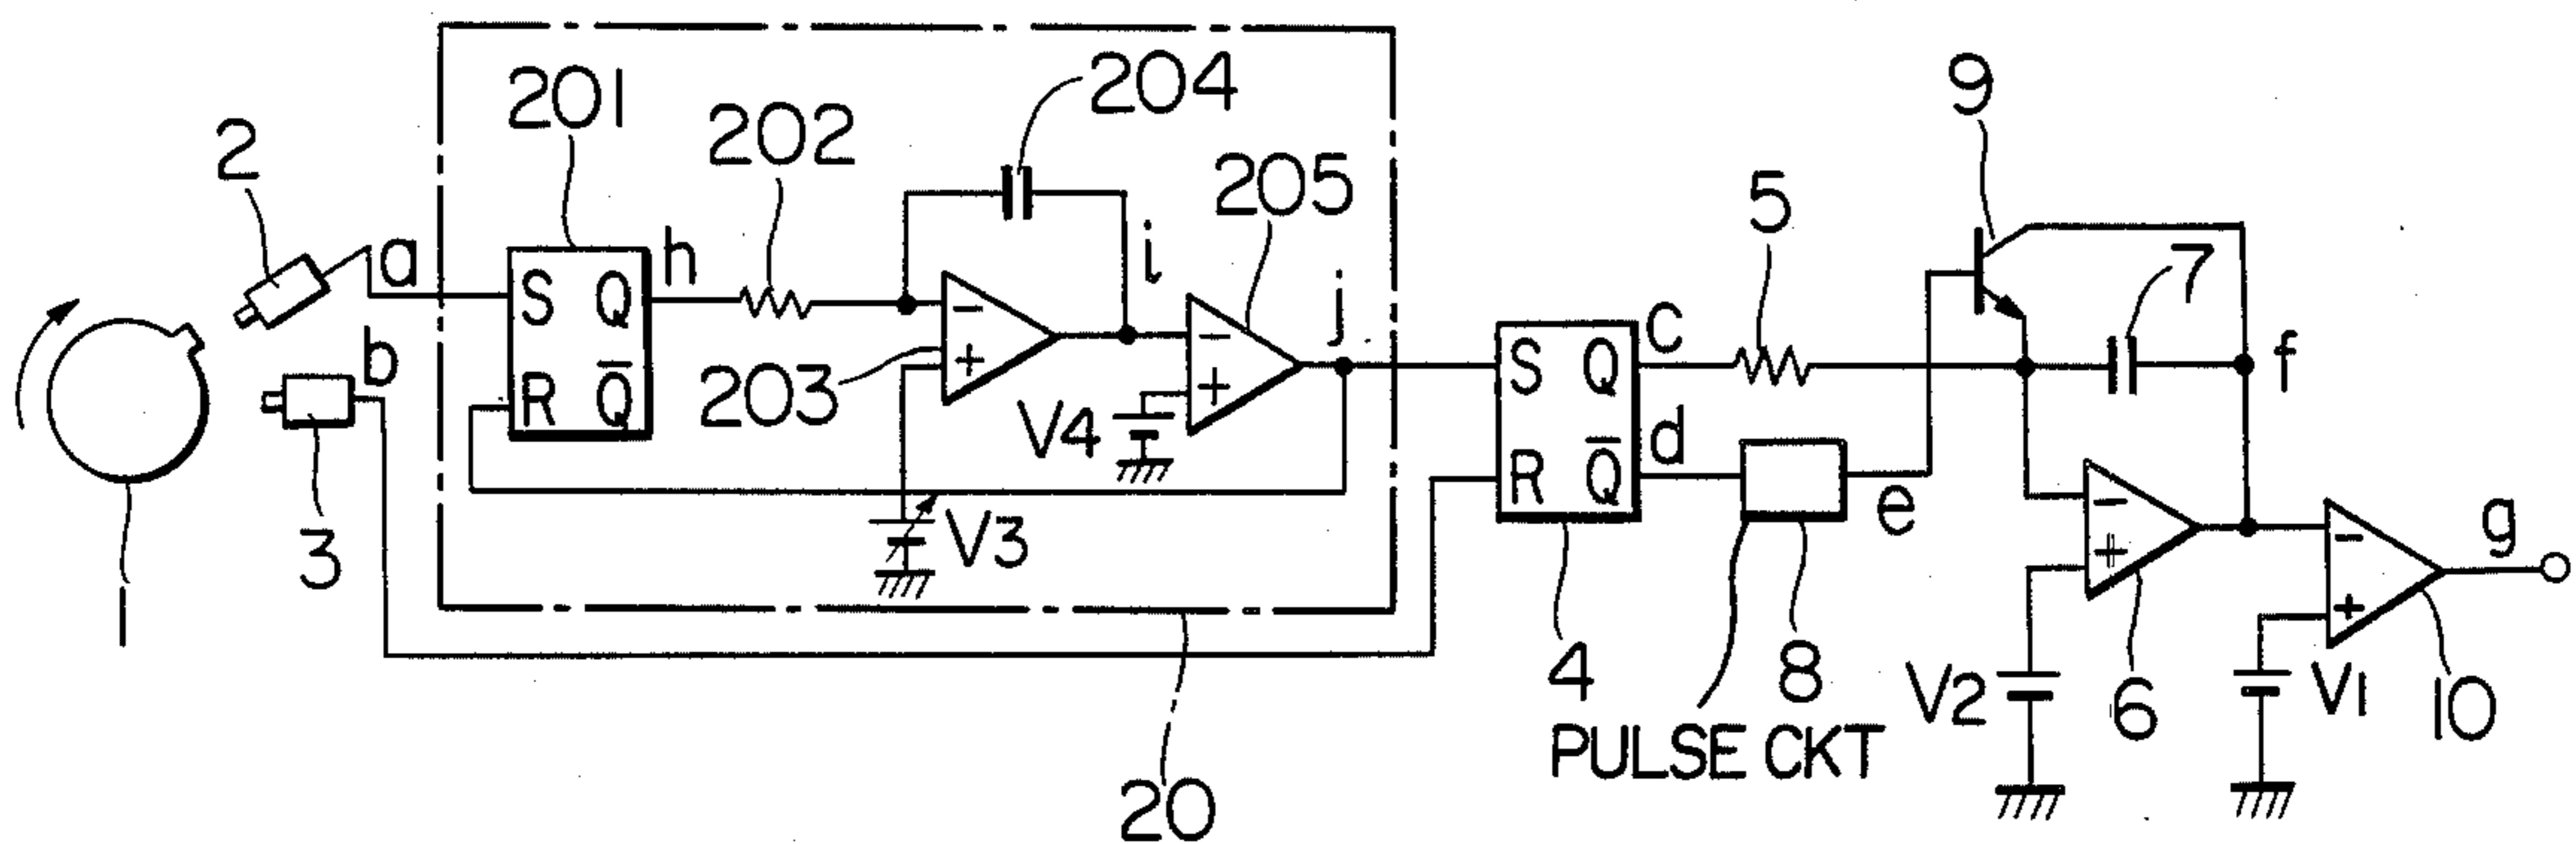 201
202
204
205
9
2
a
S
Q
h
b
R
Q̄
203
i
j
V4
V3
3
1
20
5
7
S
Q
c
R
Q̄
d
e
f
g
4
8
PULSE CKT
V2
6
V1
10
-
+
-
+
-
+
-
+